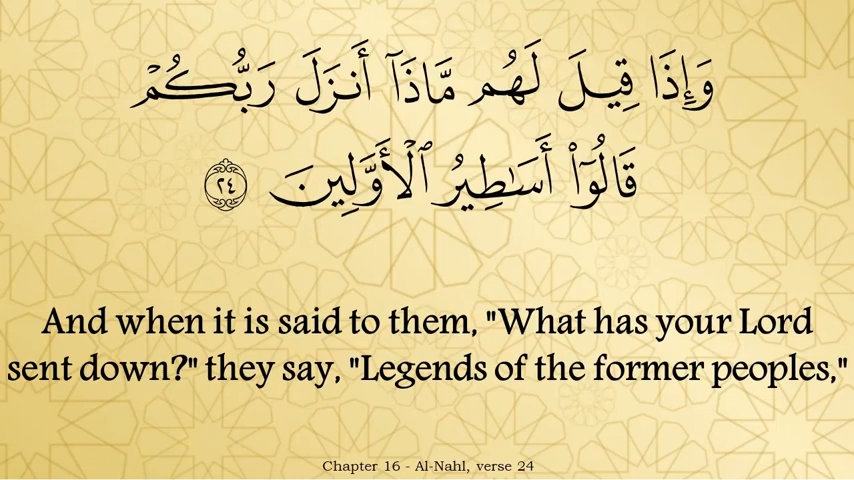 وَإِذَا قِيلَ لَهُم مَّاذَآ أَنزَلَ رَبُّكُمْ
قَالُوٓا۟ أَسَـٰطِيرُ ٱلْأَوَّلِينَ ٢٤
And when it is said to them, "What has your Lord
sent down?" they say, "Legends of the former peoples,"
Chapter 16 - Al-Nahl, verse 24